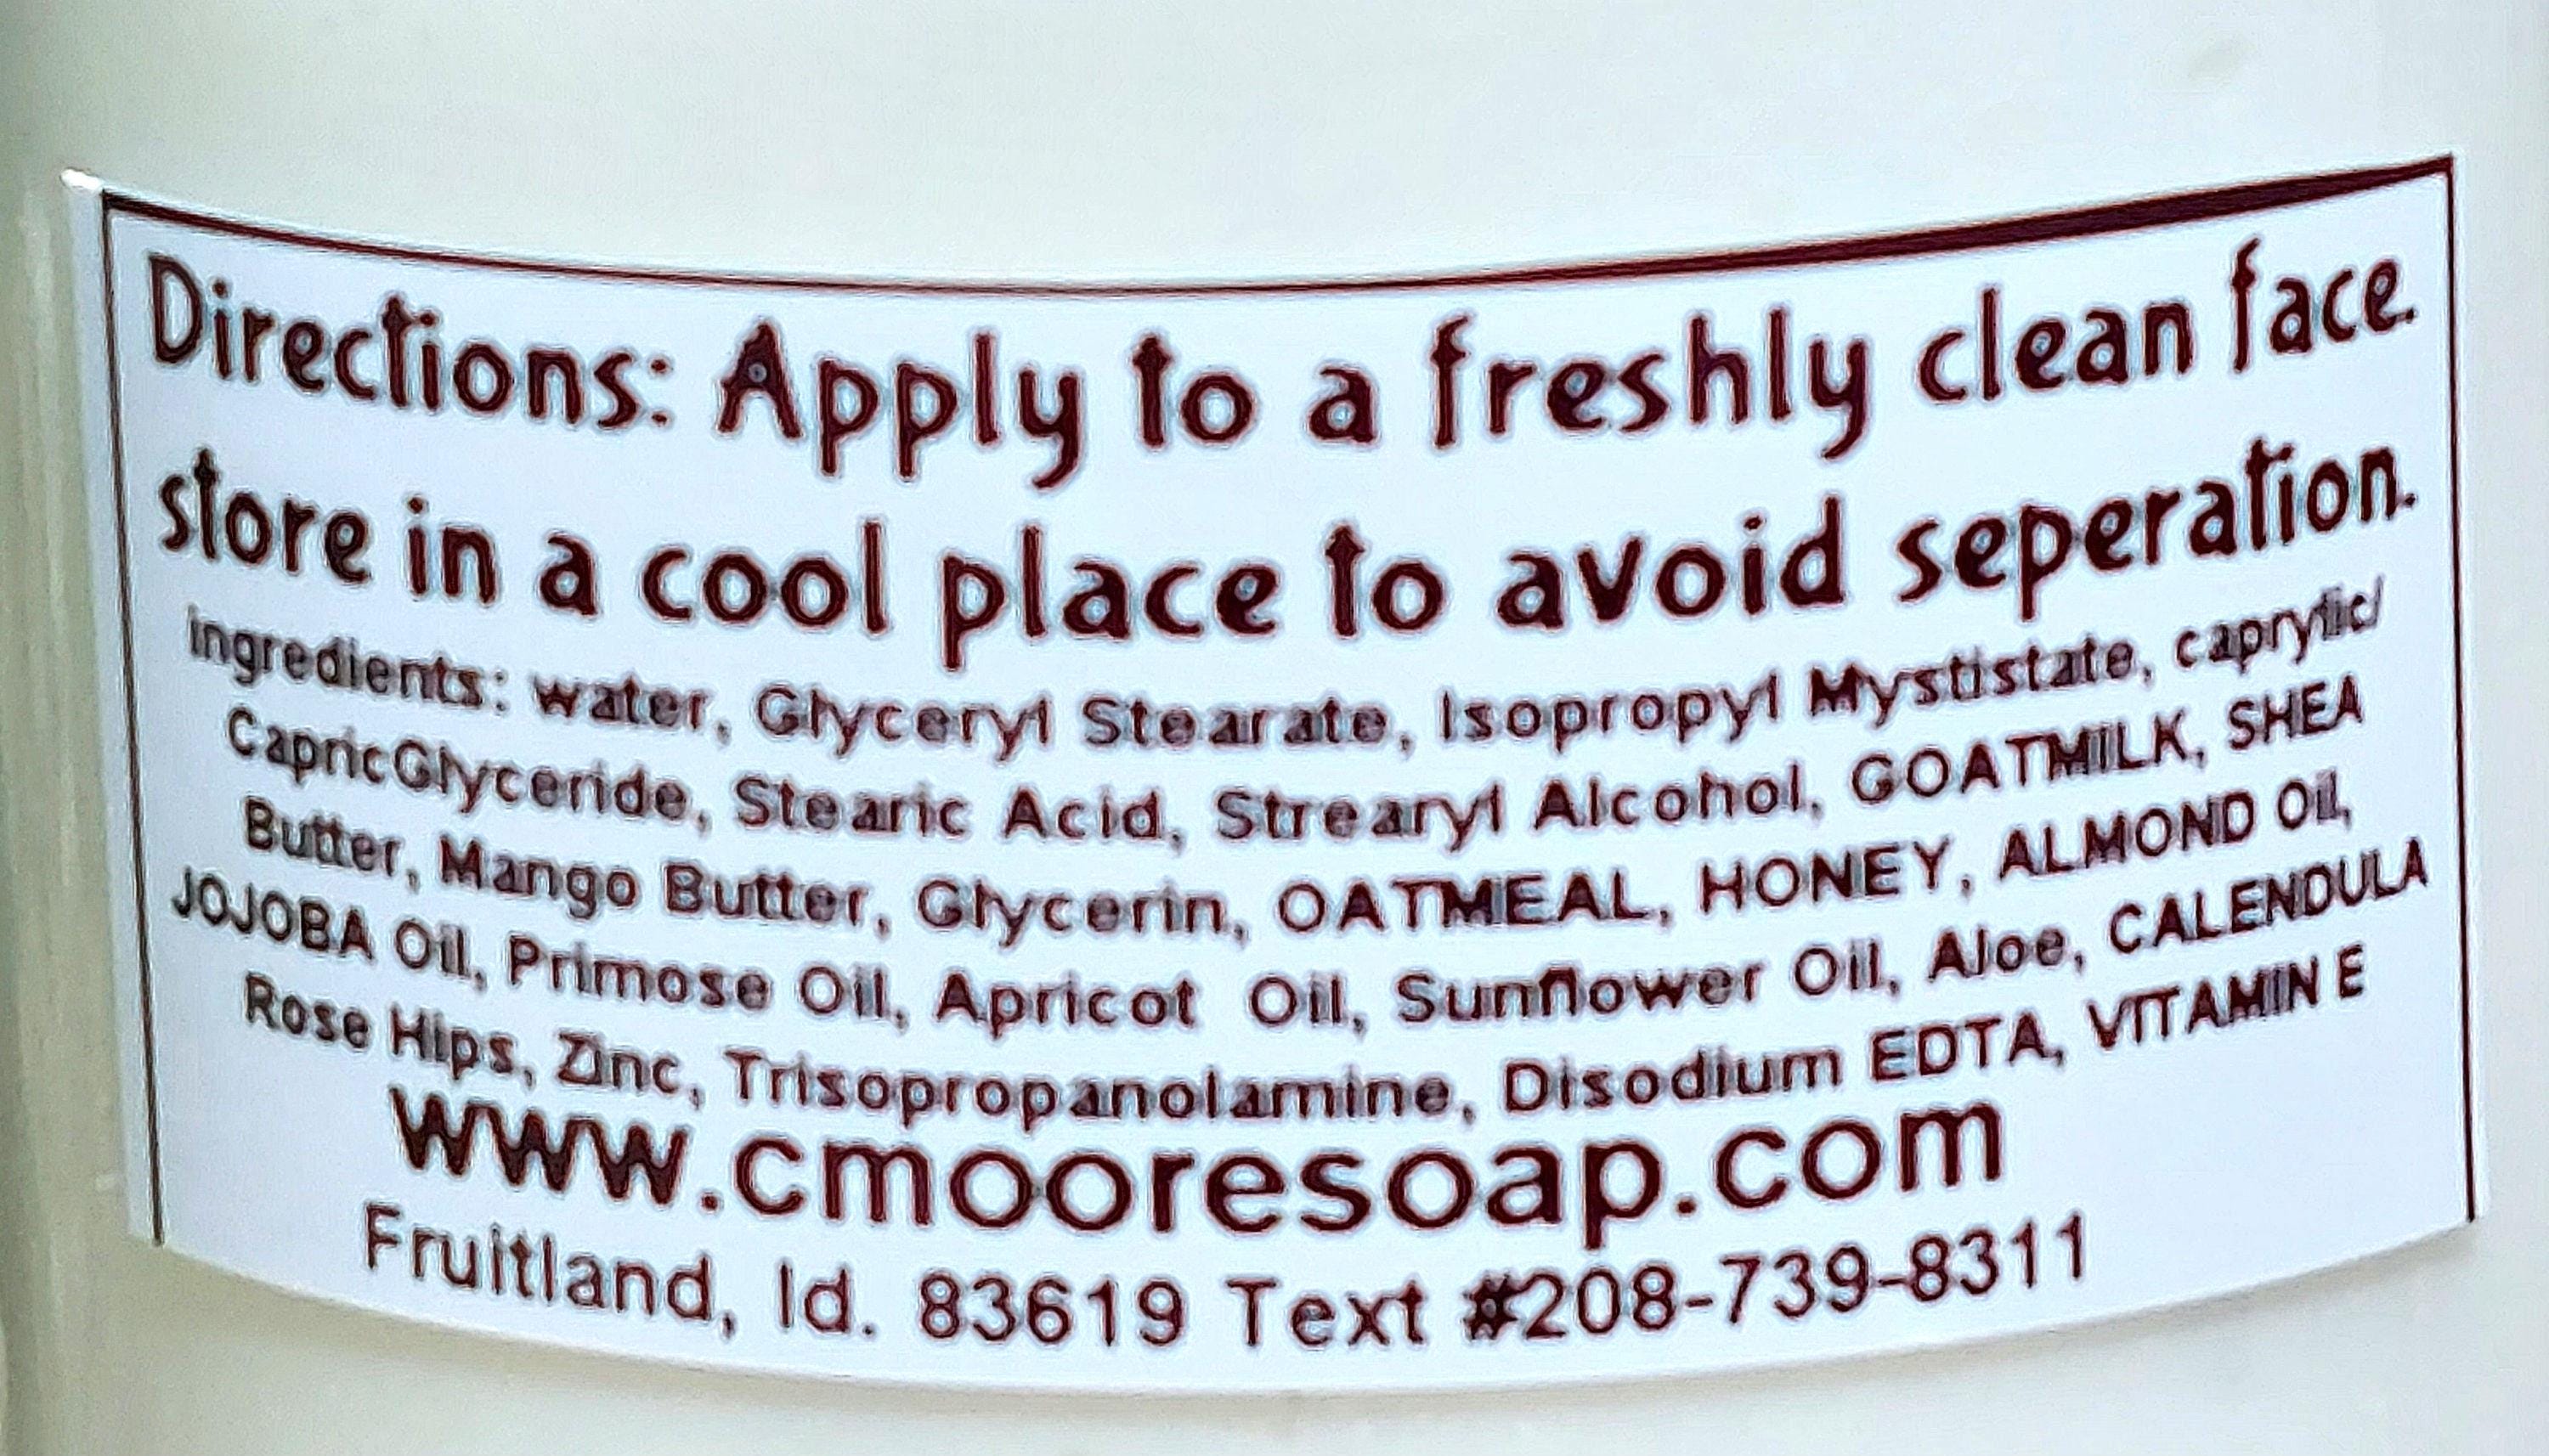 Directions: Apply to a freshly clean face.
store in a cool place to avoid seperation.
ingredients: water, Glyceryl Stearate, Isopropyl Mystistate, caprylic/
CapricGlyceride, Stearic Acid, Strearyl Alcohol, GOATMILK, SHEA
Butter, Mango Butter, Glycerin, OATMEAL, HONEY, ALMOND Oil,
JOJOBA Oil, Primose Oil, Apricot Oil, Sunflower Oil, Aloe, CALENDULA
Rose Hips, Zinc, Trisopropanolamine, Disodium EDTA, VITAMIN E
www.cmooresoap.com
Fruitland, Id. 83619 Text #208-739-8311